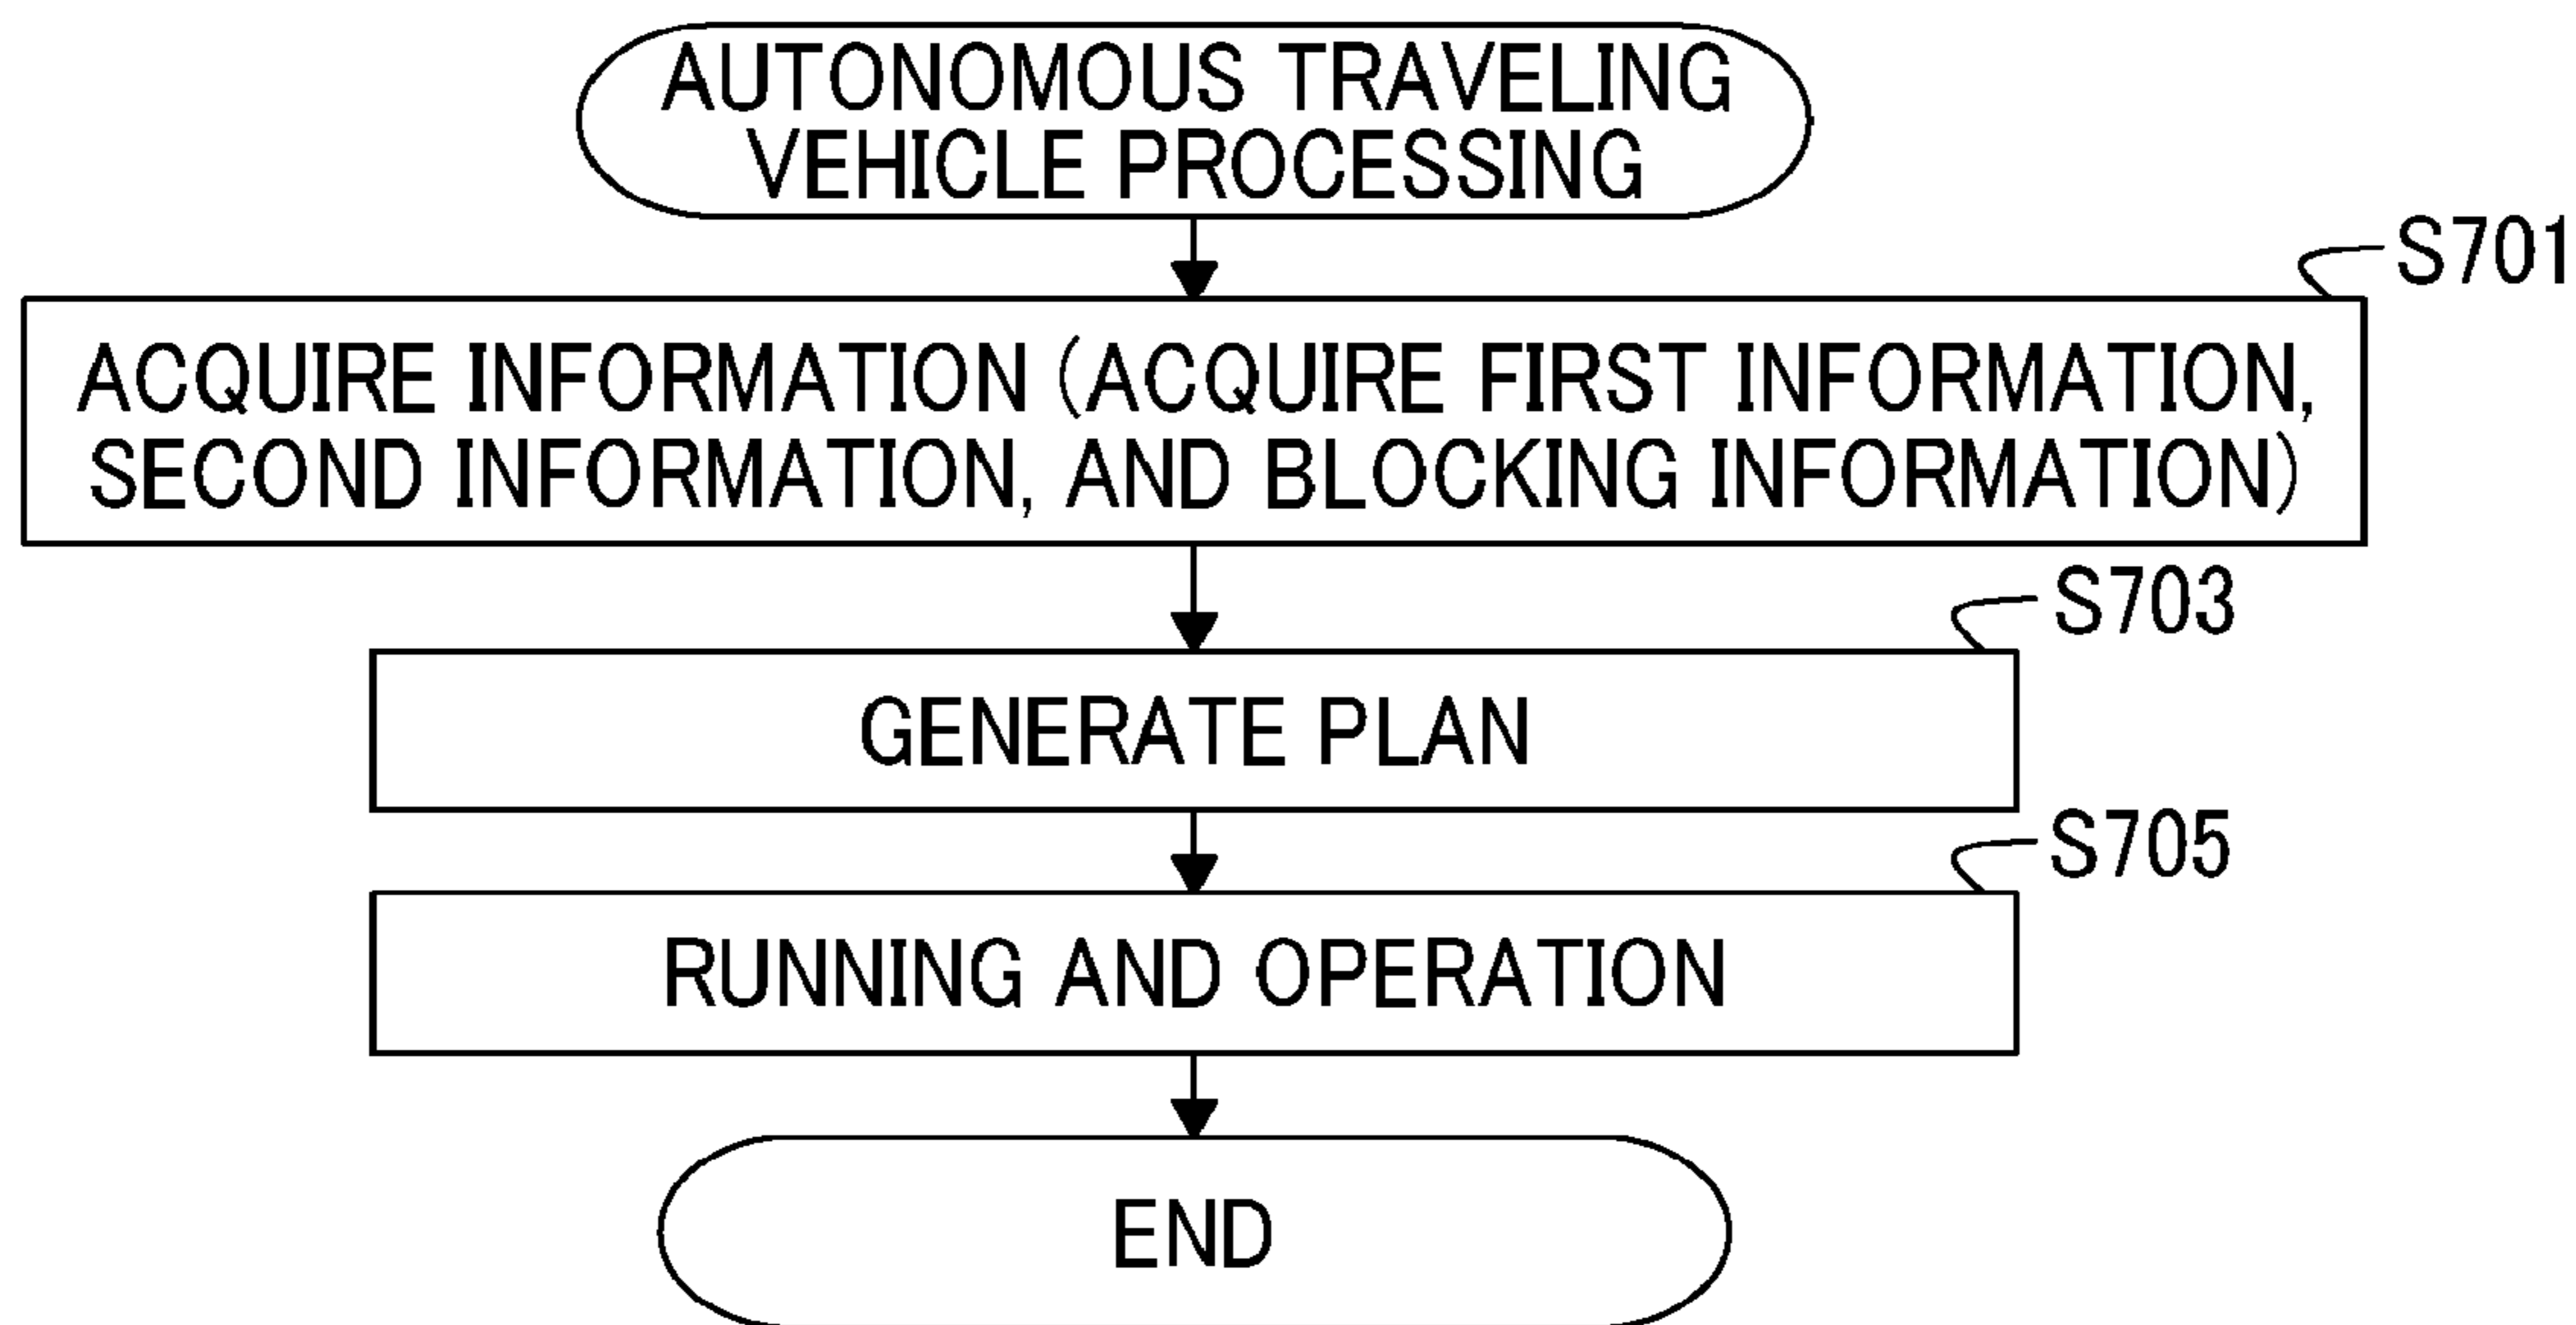 AUTONOMOUS TRAVELING
VEHICLE PROCESSING
S701
ACQUIRE INFORMATION (ACQUIRE FIRST INFORMATION,
SECOND INFORMATION, AND BLOCKING INFORMATION)
S703
GENERATE PLAN
S705
RUNNING AND OPERATION
END